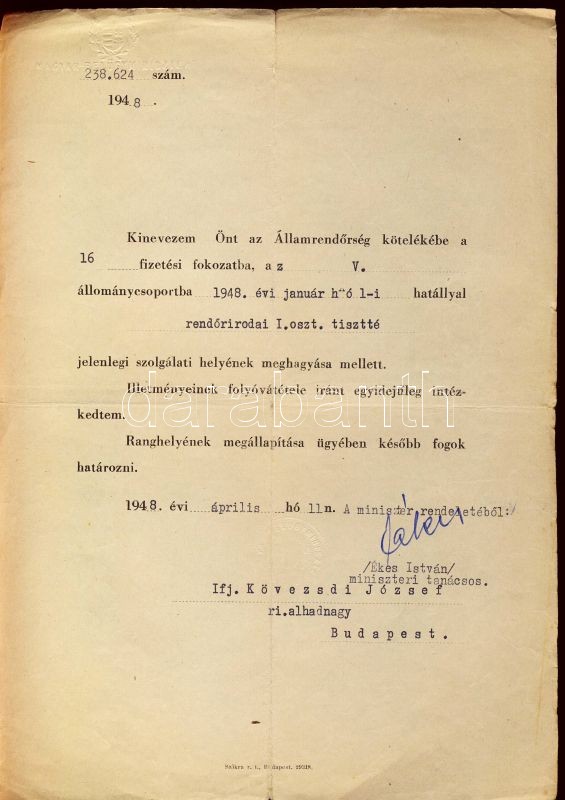 238.624 szám.
1948.
Kinevezem Önt az Államrendőrség kötelékébe a
16 fizetési fokozatba, a z V.
állománycsoportba 1948. évi január hó 1-i hatállyal
rendőrirodai I.oszt. tisztté
jelenlegi szolgálati helyének meghagyása mellett.
Illetményeinek folyóvátétele iránt egyidejüleg intéz-
kedtem.
darabanth
Ranghelyének megállapítása ügyében később fogok
határozni.
1948. évi április hó 11n. A miniszter rendeletéből:
/Ékes István/
miniszteri tanácsos.
Ifj. Kövezsdi József
ri.alhadnagy
Budapest.
Szikra r. t., Budapest.